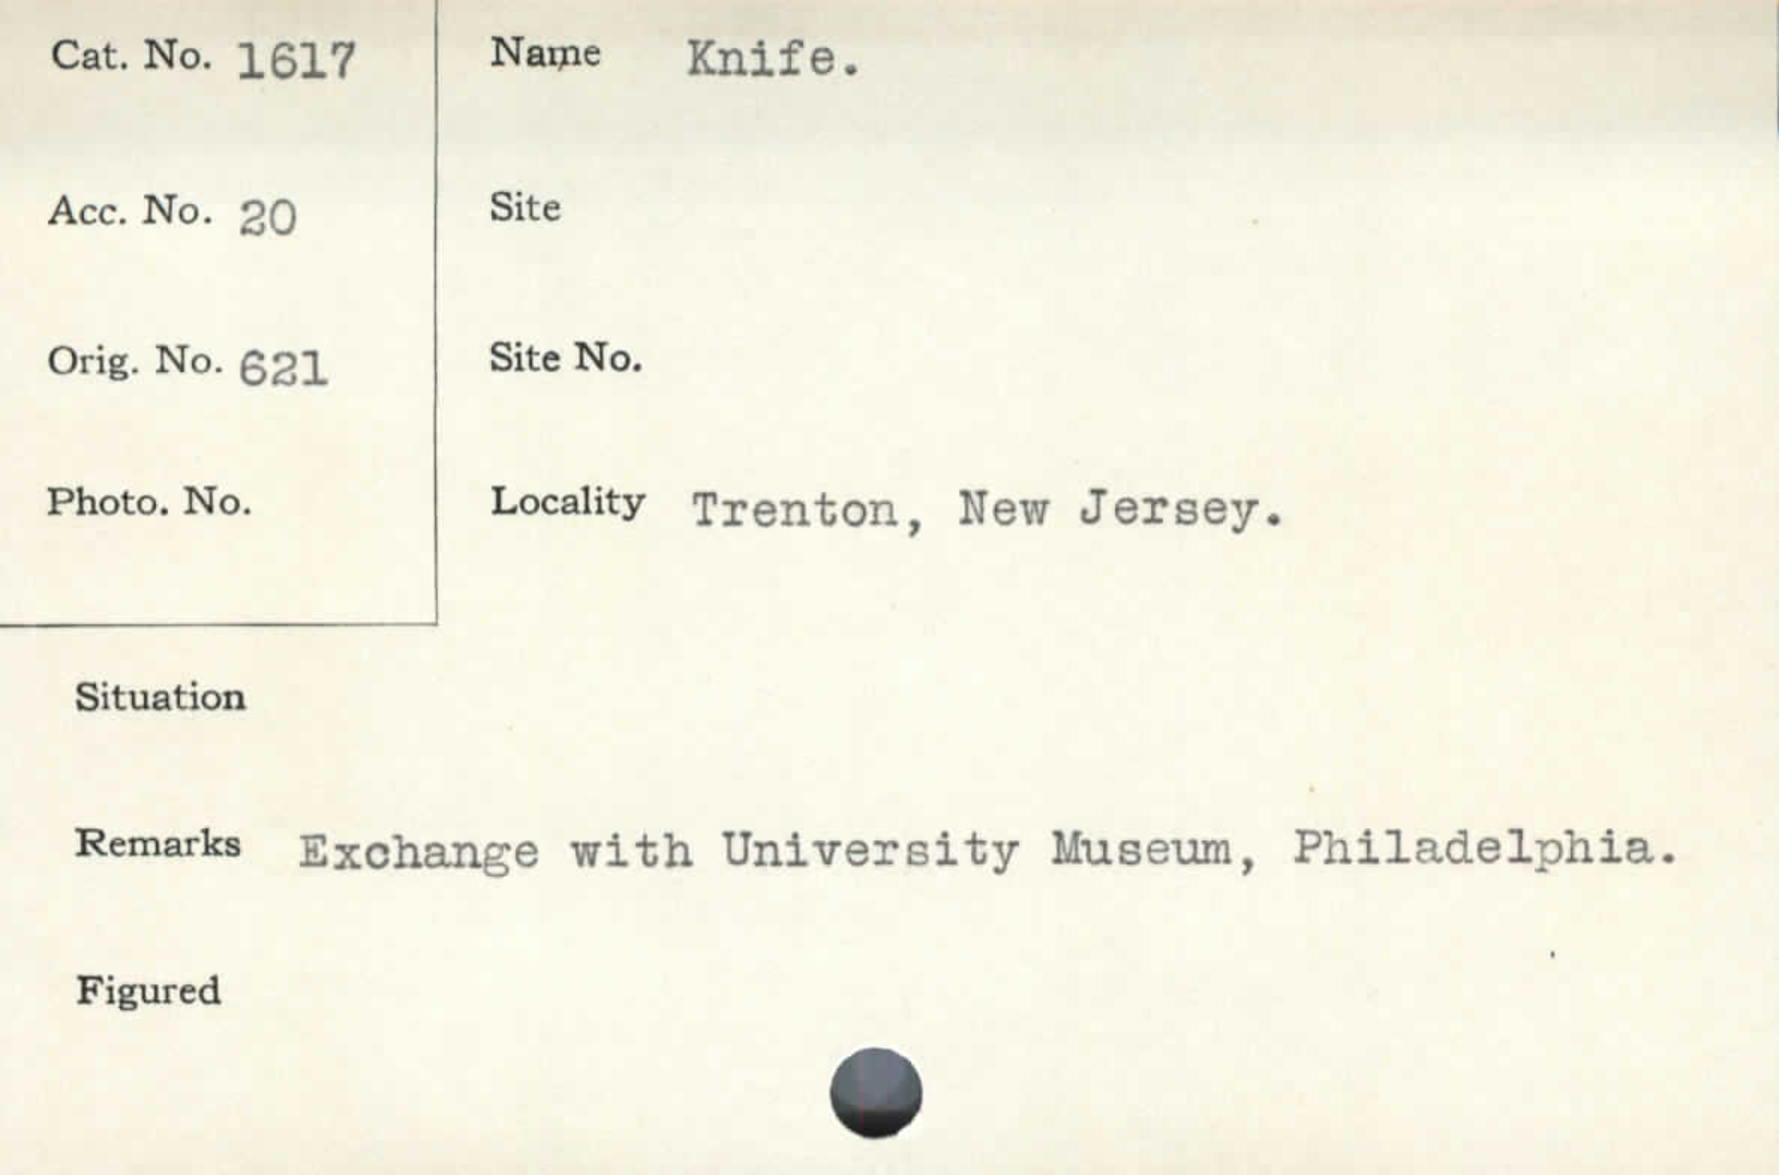 Cat. No. 1617
Acc. No. 20
Orig. No. 621
Photo. No.
Name Knife.
Site
Site No.
Locality Trenton, New Jersey.
Situation
Remarks Exchange with University Museum, Philadelphia.
Figured